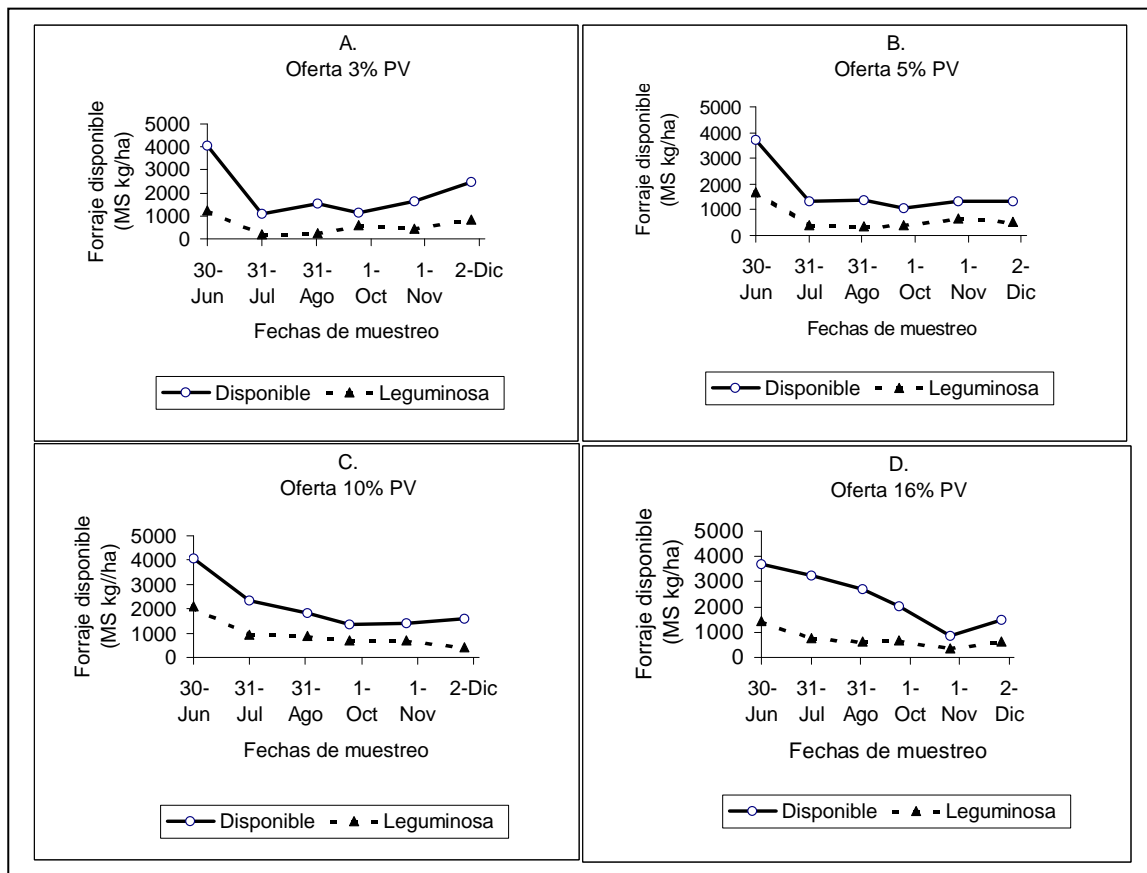 A.
Oferta 3% PV
Forraje disponible
(MS kg/ha)
5000
4000
3000
2000
1000
0
30-
Jun
31-
Jul
31-
Ago
1-
Oct
1-
Nov
2-Dic
Fechas de muestreo
Disponible
Leguminosa
B.
Oferta 5% PV
Forraje disponible
(MS kg/ha)
5000
4000
3000
2000
1000
0
30-
Jun
31-
Jul
31-
Ago
1-
Oct
1-
Nov
2-
Dic
Fechas de muestreo
Disponible
Leguminosa
C.
Oferta 10% PV
Forraje disponible
(MS kg//ha)
5000
4000
3000
2000
1000
0
30-
Jun
31-
Jul
31-
Ago
1-
Oct
1-
Nov
2-Dic
Fechas de muestreo
Disponible
Leguminosa
D.
Oferta 16% PV
Forraje disponible
(MS kg/ha)
5000
4000
3000
2000
1000
0
30-
Jun
31-
Jul
31-
Ago
1-
Oct
1-
Nov
2-
Dic
Fechas de muestreo
Disponible
Leguminosa